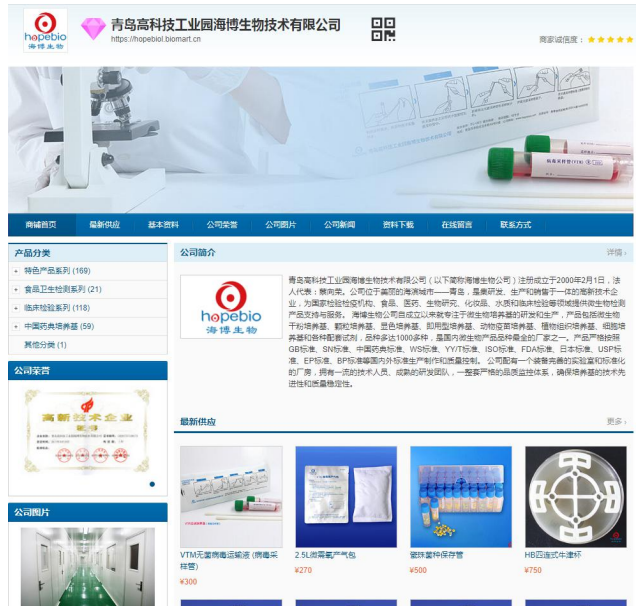 hopebio
海博生物
青岛高科技工业园海博生物技术有限公司
https://hopebiol.biomart.cn
商家诚信度：
病毒采样管(VTM)
商铺首页 最新供应 基本资料 公司荣誉 公司图片 公司新闻 资料下载 在线留言 联系方式
产品分类
+ 特色产品系列 (169)
+ 食品卫生检测系列 (21)
+ 临床检验系列 (118)
+ 中国药典培养基 (59)
其他分类 (1)
公司荣誉
高新技术企业
证书
公司图片
公司简介
详情 ›
hopebio
海博生物
青岛高科技工业园海博生物技术有限公司（以下简称海博生物公司）注册成立于2000年2月1日，法
人代表：蔡向荣。公司位于美丽的海滨城市——青岛，是集研发、生产和销售于一体的高新技术企
业，为国家检验检疫机构、食品、医药、生物研究、化妆品、水质和临床检验等领域提供微生物检测
产品支持与服务。 海博生物公司自成立以来就专注于微生物培养基的研发和生产，产品包括微生物
干粉培养基、颗粒培养基、显色培养基、即用型培养基、动物疫苗培养基、植物组织培养基、细胞培
养基和各种配套试剂，品种多达1000多种，是国内微生物产品品种最全的厂家之一。产品严格按照
GB标准、SN标准、中国药典标准、WS标准、YY/T标准、ISO标准、FDA标准、日本标准、USP标
准、EP标准、BP标准等国内外标准生产制作和质量控制。 公司配有一个装备完善的实验室和标准化
的厂房，拥有一流的技术人员、成熟的研发团队，一整套严格的品质监控体系，确保培养基的技术先
进性和质量稳定性。
最新供应
更多 ›
VTM无菌病毒运输液 (病毒采
样管)
¥300
2.5L微需氧产气包
¥270
瓷珠菌种保存管
¥500
HB四连式牛津杯
¥750